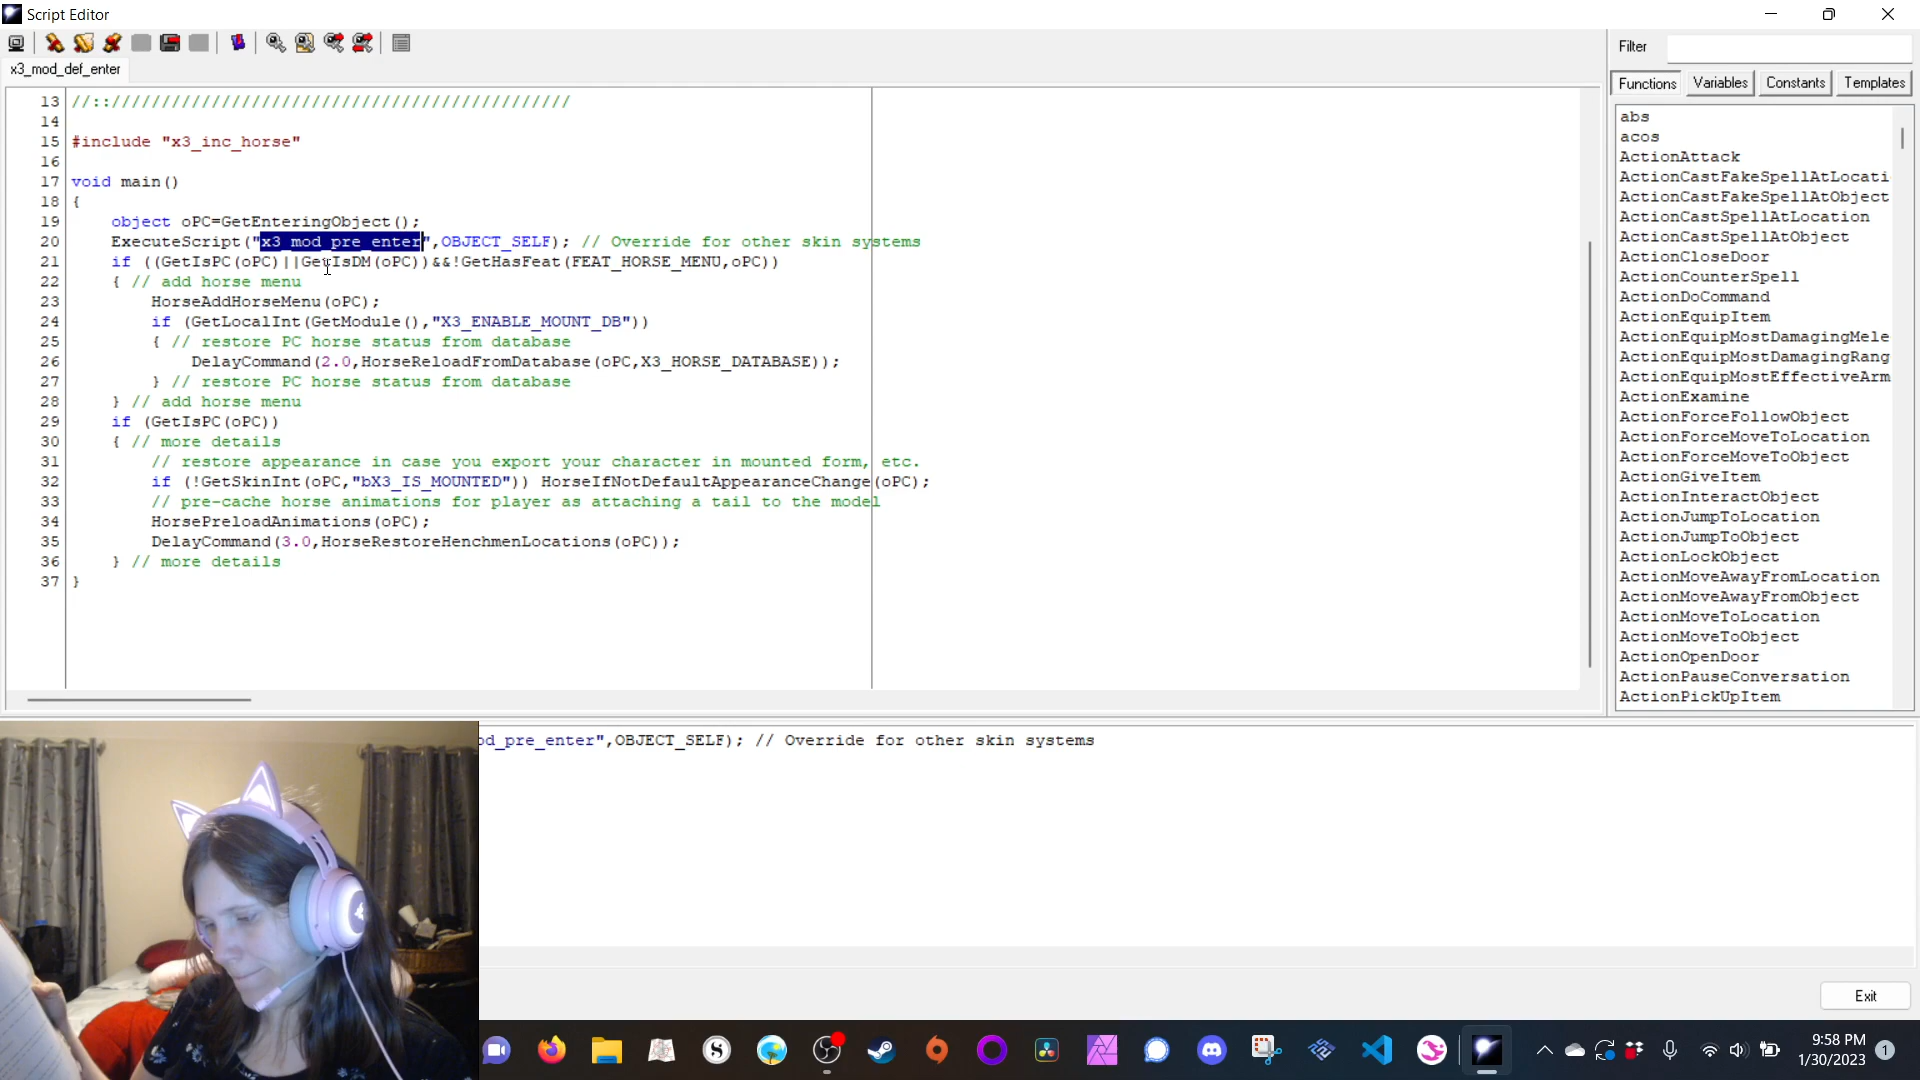 Script Editor
x3_mod_def_enter
13 //:://////////////////////////////////////////////
14
15 #include "x3_inc_horse"
16
17 void main()
18 {
19 object oPC=GetEnteringObject();
20 ExecuteScript("x3_mod_pre_enter",OBJECT_SELF); // Override for other skin systems
21 if ((GetIsPC(oPC)||GetIsDM(oPC))&&!GetHasFeat(FEAT_HORSE_MENU,oPC))
22 { // add horse menu
23 HorseAddHorseMenu(oPC);
24 if (GetLocalInt(GetModule(),"X3_ENABLE_MOUNT_DB"))
25 { // restore PC horse status from database
26 DelayCommand(2.0,HorseReloadFromDatabase(oPC,X3_HORSE_DATABASE));
27 } // restore PC horse status from database
28 } // add horse menu
29 if (GetIsPC(oPC))
30 { // more details
31 // restore appearance in case you export your character in mounted form, etc.
32 if (!GetSkinInt(oPC,"bX3_IS_MOUNTED")) HorseIfNotDefaultAppearanceChange(oPC);
33 // pre-cache horse animations for player as attaching a tail to the model
34 HorsePreloadAnimations(oPC);
35 DelayCommand(3.0,HorseRestoreHenchmenLocations(oPC));
36 } // more details
37 }
Filter
Functions Variables Constants Templates
abs
acos
ActionAttack
ActionCastFakeSpellAtLocati
ActionCastFakeSpellAtObject
ActionCastSpellAtLocation
ActionCastSpellAtObject
ActionCloseDoor
ActionCounterSpell
ActionDoCommand
ActionEquipItem
ActionEquipMostDamagingMele
ActionEquipMostDamagingRang
ActionEquipMostEffectiveArm
ActionExamine
ActionForceFollowObject
ActionForceMoveToLocation
ActionForceMoveToObject
ActionGiveItem
ActionInteractObject
ActionJumpToLocation
ActionJumpToObject
ActionLockObject
ActionMoveAwayFromLocation
ActionMoveAwayFromObject
ActionMoveToLocation
ActionMoveToObject
ActionOpenDoor
ActionPauseConversation
ActionPickUpItem
od_pre_enter",OBJECT_SELF); // Override for other skin systems
Exit
9:58 PM
1/30/2023
1